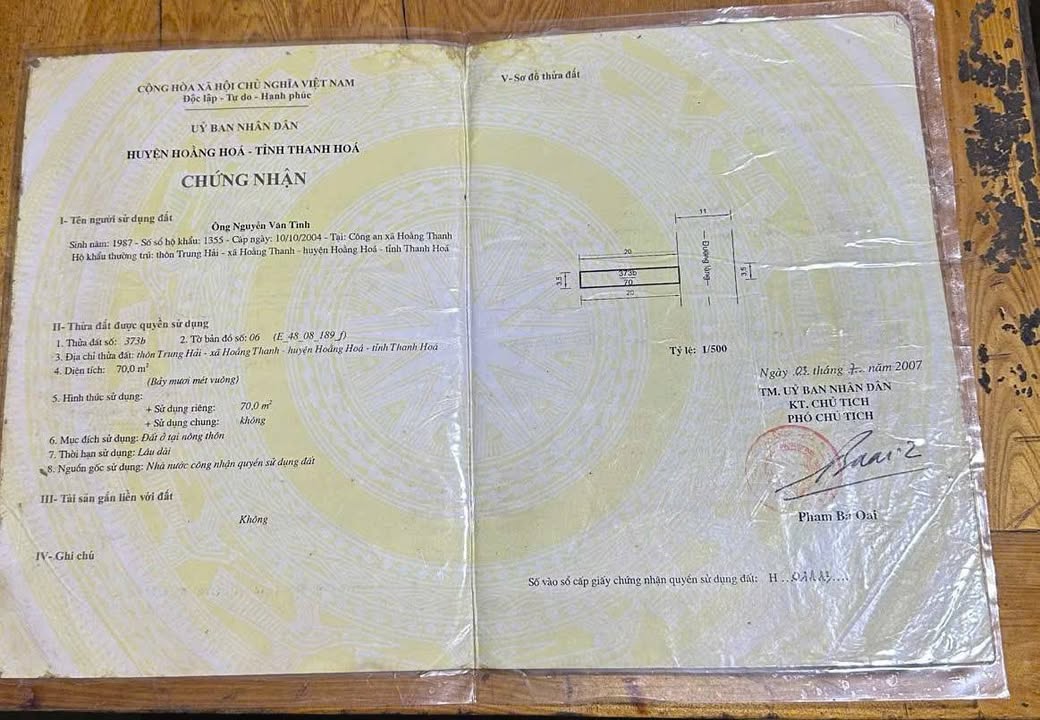 CỘNG HÒA XÃ HỘI CHỦ NGHĨA VIỆT NAM
Độc lập - Tự do - Hạnh phúc
UỶ BAN NHÂN DÂN
HUYỆN HOẰNG HOÁ - TỈNH THANH HOÁ
CHỨNG NHẬN
I- Tên người sử dụng đất
Ông Nguyễn Văn Tình
Sinh năm: 1987 - Số sổ hộ khẩu: 1355 - Cấp ngày: 10/10/2004 - Tại: Công an xã Hoằng Thanh
Hộ khẩu thường trú: thôn Trung Hải - xã Hoằng Thanh - huyện Hoằng Hoá - tỉnh Thanh Hoá
II- Thửa đất được quyền sử dụng
1. Thửa đất số: 373b 2. Tờ bản đồ số: 06 (E_48_08_189_f)
3. Địa chỉ thửa đất: thôn Trung Hải - xã Hoằng Thanh - huyện Hoằng Hoá - tỉnh Thanh Hoá
4. Diện tích: 70,0 m²
(Bảy mươi mét vuông)
5. Hình thức sử dụng:
+ Sử dụng riêng: 70,0 m²
+ Sử dụng chung: không
6. Mục đích sử dụng: Đất ở tại nông thôn
7. Thời hạn sử dụng: Lâu dài
8. Nguồn gốc sử dụng: Nhà nước công nhận quyền sử dụng đất
III- Tài sản gắn liền với đất
Không
IV- Ghi chú
V- Sơ đồ thửa đất
11
20
3.5
373b
70
20
Đường làng
3.5
Tỷ lệ: 1/500
Ngày 03 tháng 7 năm 2007
TM. UỶ BAN NHÂN DÂN
KT. CHỦ TỊCH
PHÓ CHỦ TỊCH
Phạm Bá Oai
Số vào sổ cấp giấy chứng nhận quyền sử dụng đất: H